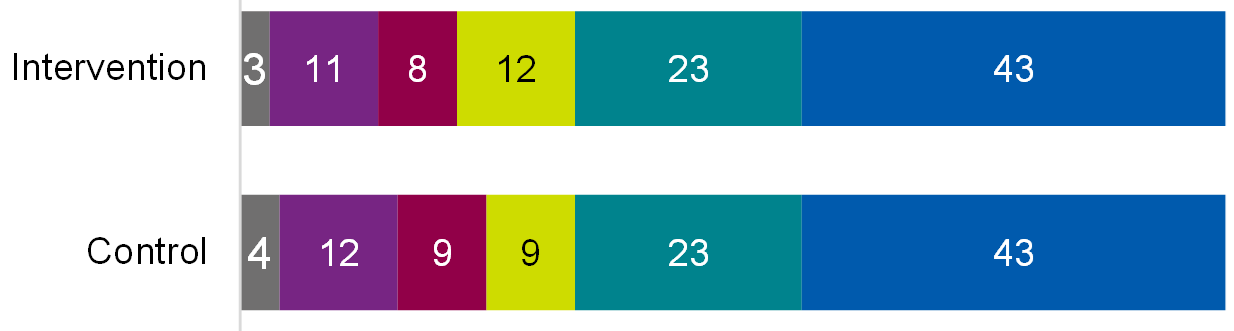 Intervention 3 11 8 12 23 43
Control 4 12 9 9 23 43